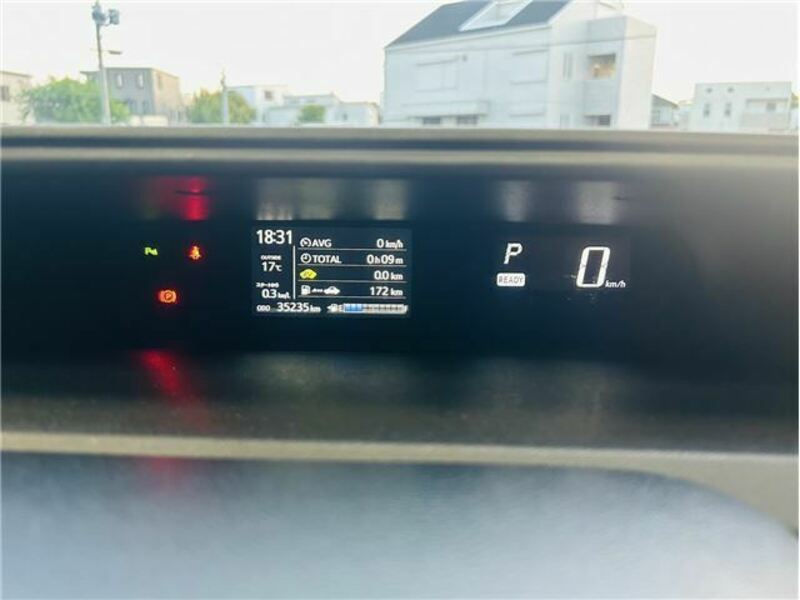 18:31
OUTSIDE
17℃
0.3 km/L
AVG 0 km/h
TOTAL 0h09m
0.0 km
172 km
ODO 35235 km
E
P
READY
0 km/h
P